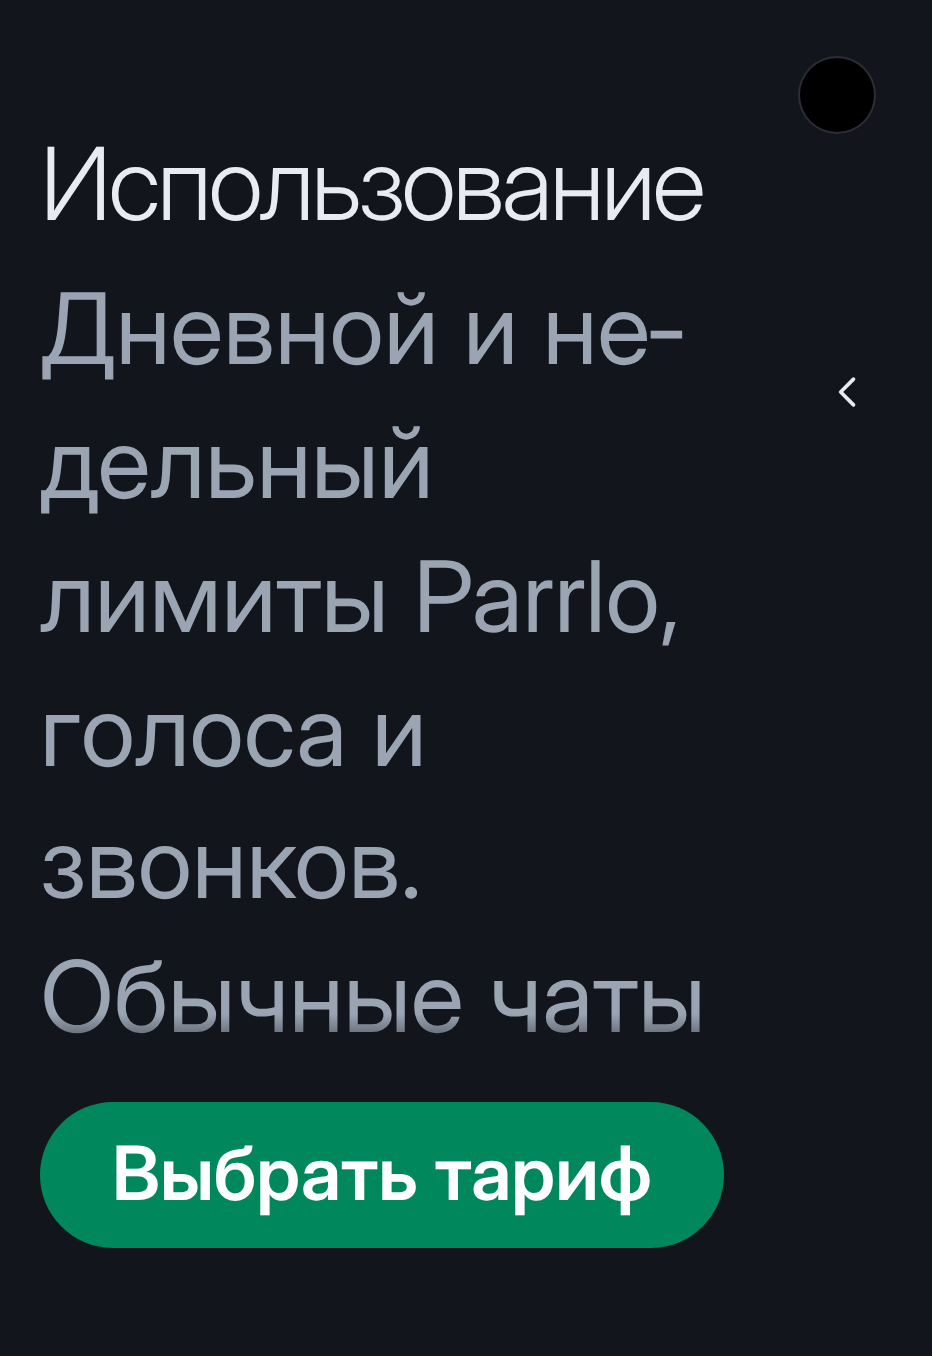 Использование
Дневной и не-
дельный
лимиты Parrlo,
голоса и
звонков.
Обычные чаты
Выбрать тариф